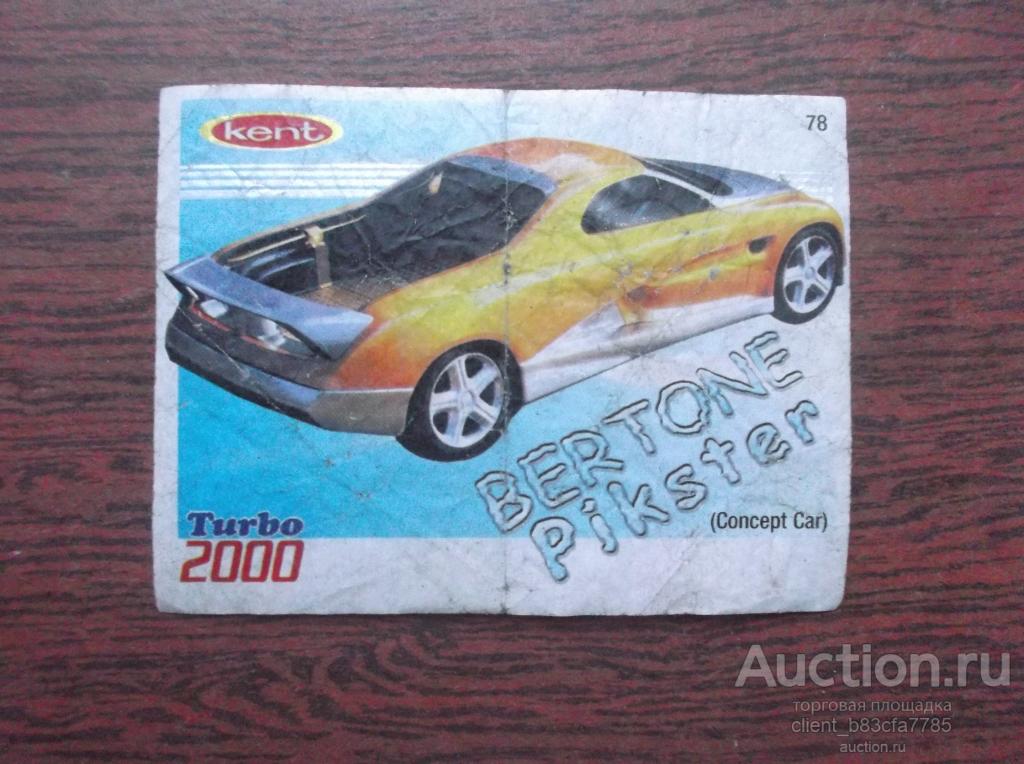 kent
78
BERTONE
Pikster
(Concept Car)
Turbo
2000
Auction.ru
торговая площадка
client_b83cfa7785
auction.ru